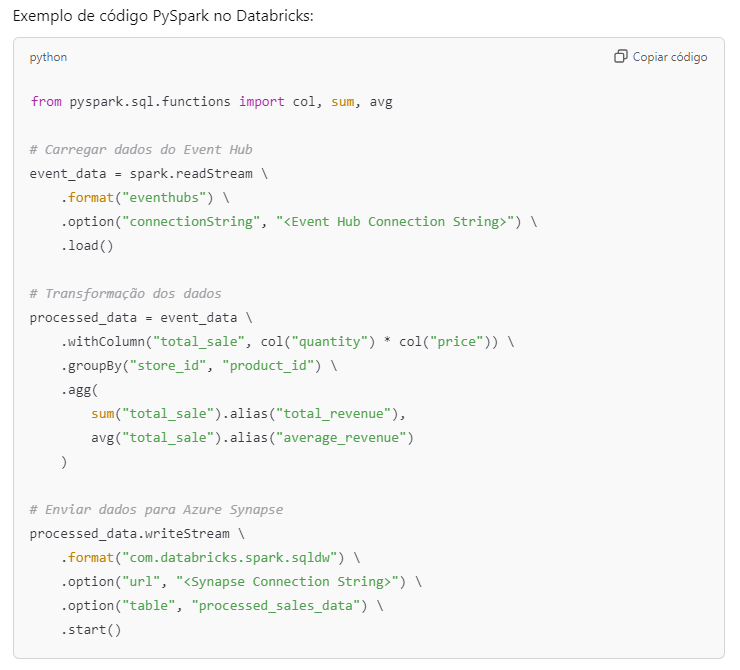 Exemplo de código PySpark no Databricks:
python
Copiar código
from pyspark.sql.functions import col, sum, avg
# Carregar dados do Event Hub
event_data = spark.readStream \
    .format("eventhubs") \
    .option("connectionString", "<Event Hub Connection String>") \
    .load()
# Transformação dos dados
processed_data = event_data \
    .withColumn("total_sale", col("quantity") * col("price")) \
    .groupBy("store_id", "product_id") \
    .agg(
        sum("total_sale").alias("total_revenue"),
        avg("total_sale").alias("average_revenue")
    )
# Enviar dados para Azure Synapse
processed_data.writeStream \
    .format("com.databricks.spark.sqldw") \
    .option("url", "<Synapse Connection String>") \
    .option("table", "processed_sales_data") \
    .start()